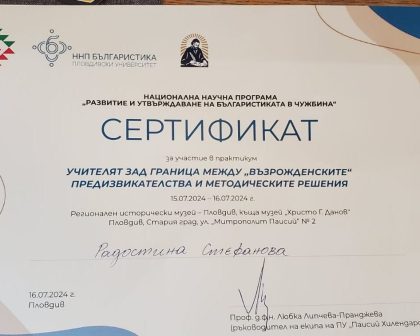 ННП БЪЛГАРИСТИКА
ПЛОВДИВСКИ УНИВЕРСИТЕТ
НАЦИОНАЛНА НАУЧНА ПРОГРАМА
„РАЗВИТИЕ И УТВЪРЖДАВАНЕ НА БЪЛГАРИСТИКАТА В ЧУЖБИНА“
СЕРТИФИКАТ
за участие в практикум
УЧИТЕЛЯТ ЗАД ГРАНИЦА МЕЖДУ „ВЪЗРОЖДЕНСКИТЕ“
ПРЕДИЗВИКАТЕЛСТВА И МЕТОДИЧЕСКИТЕ РЕШЕНИЯ
15.07.2024 – 16.07.2024 г.
Регионален исторически музей – Пловдив, къща музей „Христо Г. Данов“
Пловдив, Стария град, ул. „Митрополит Паисий“ № 2
Радостина Стефанова
16.07.2024 г.
Пловдив
Проф. д.ф.н. Любка Липчева-Пранджева
(ръководител на екипа на ПУ „Паисий Хилендарс